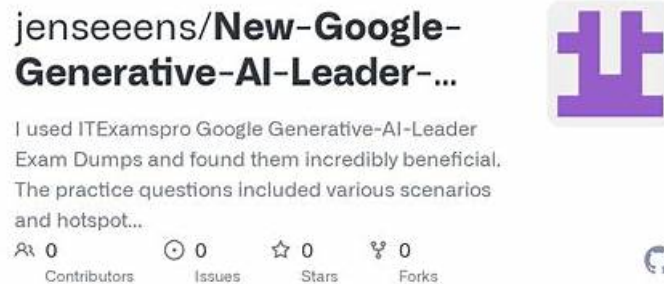 jenseeens/New-Google-
Generative-AI-Leader-...
I used ITExamspro Google Generative-AI-Leader
Exam Dumps and found them incredibly beneficial.
The practice questions included various scenarios
and hotspot...
0 0 0 0
Contributors Issues Stars Forks